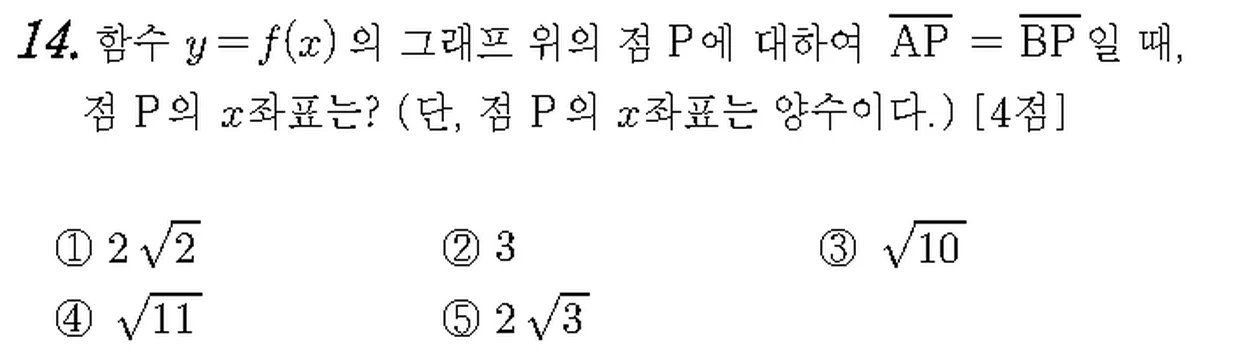 14. 함수 y=f(x)의 그래프 위의 점 P에 대하여 \overline{AP} = \overline{BP}일 때,
점 P의 x좌표는? (단, 점 P의 x좌표는 양수이다.) [4점]
① 2√2 ② 3 ③ √10
④ √11 ⑤ 2√3